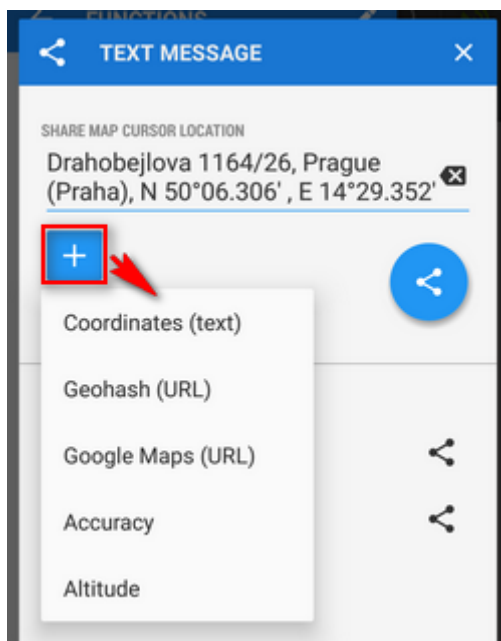 FUNCTIONS
TEXT MESSAGE
SHARE MAP CURSOR LOCATION
Drahobejlova 1164/26, Prague
(Praha), N 50°06.306' , E 14°29.352'
Coordinates (text)
Geohash (URL)
Google Maps (URL)
Accuracy
Altitude